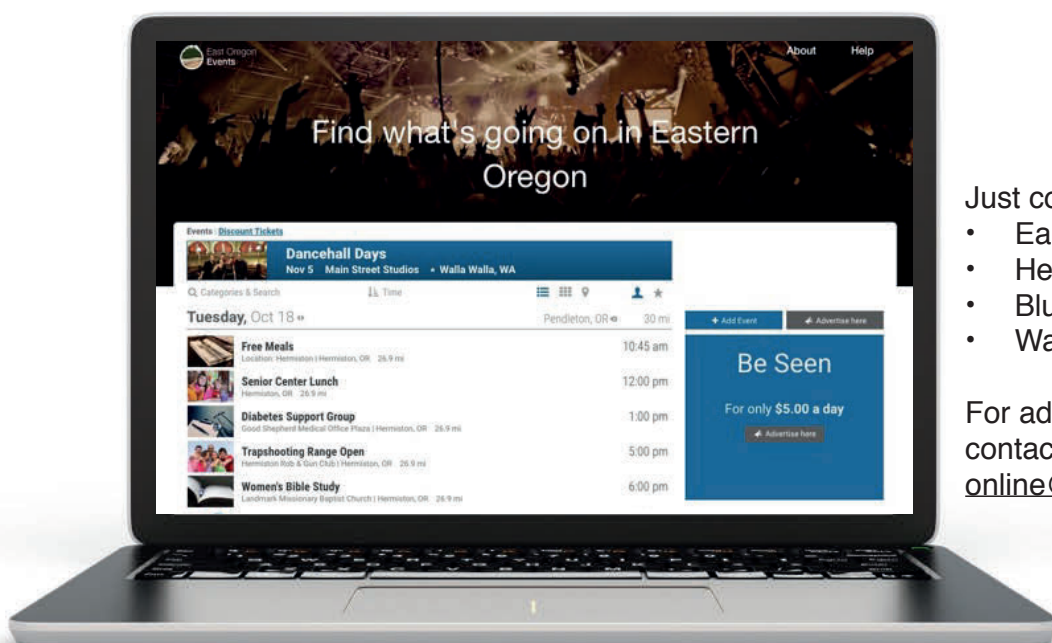 East Oregon
Events
About Help
Find what's going on in Eastern
Oregon
Events Discount Tickets
Dancehall Days
Nov 5 Main Street Studios • Walla Walla, WA
Categories & Search Time
Tuesday, Oct 18 Pendleton, OR 30 mi
Free Meals 10:45 am
Location: Hermiston | Hermiston, OR 26.9 mi
Senior Center Lunch 12:00 pm
Hermiston, OR 26.9 mi
Diabetes Support Group 1:00 pm
Good Shepherd Medical Office Plaza | Hermiston, OR 26.9 mi
Trapshooting Range Open 5:00 pm
Hermiston Rob & Gun Club | Hermiston, OR 26.9 mi
Women's Bible Study 6:00 pm
Landmark Missionary Baptist Church | Hermiston, OR 26.9 mi
+ Add Event Advertise here
Be Seen
For only $5.00 a day
Advertise here
Just co
• Ea
• He
• Blu
• Wa
For ad
contac
online@